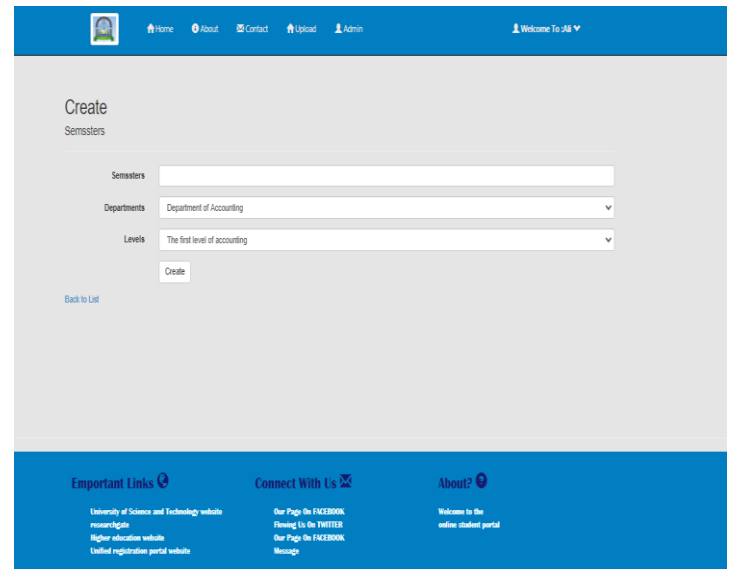 Home About Contact Upload Admin Welcome To :Ali
Create
Semssters
Semssters
Departments Department of Accounting
Levels The first level of accounting
Create
Back to List
Emportant Links
University of Science and Technology website
researchgate
Higher education website
Unified registration portal website
Connect With Us
Our Page On FACEBOOK
Flowing Us On TWITTER
Our Page On FACEBOOK
Message
About?
Welcome to the
online student portal